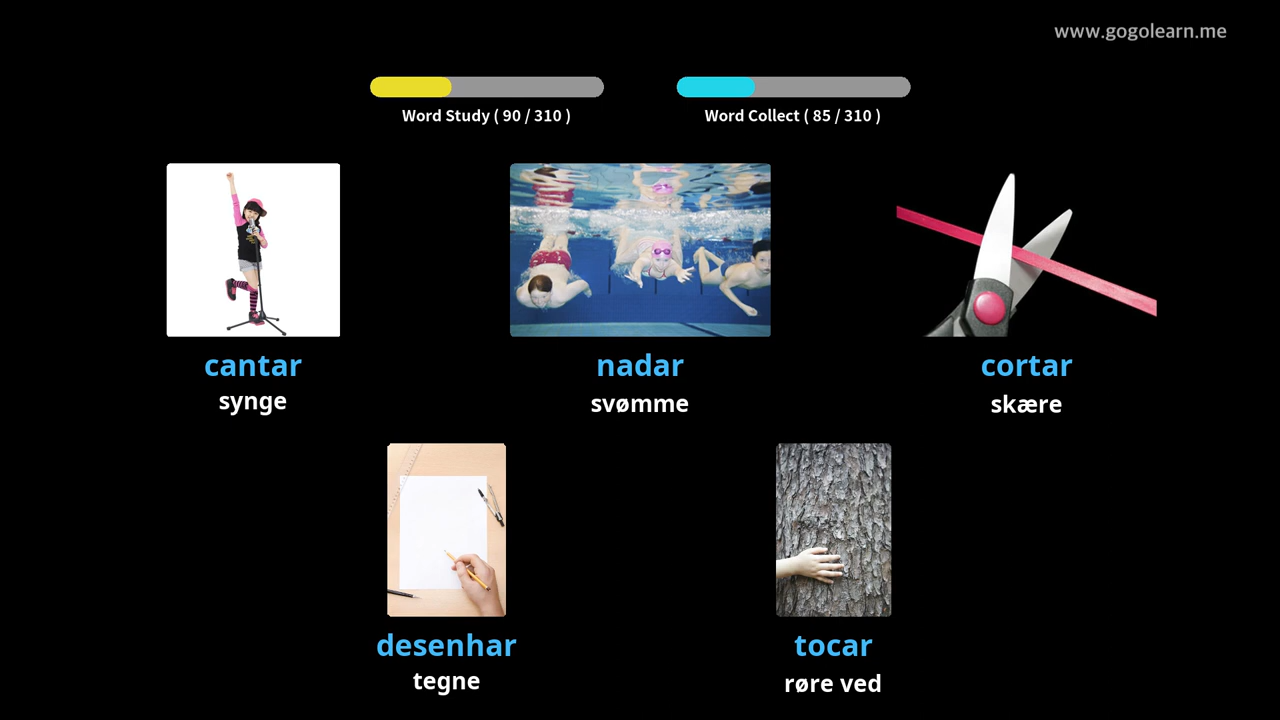 www.gogolearn.me
Word Study ( 90 / 310 )
Word Collect ( 85 / 310 )
cantar
synge
nadar
svømme
cortar
skære
desenhar
tegne
tocar
røre ved